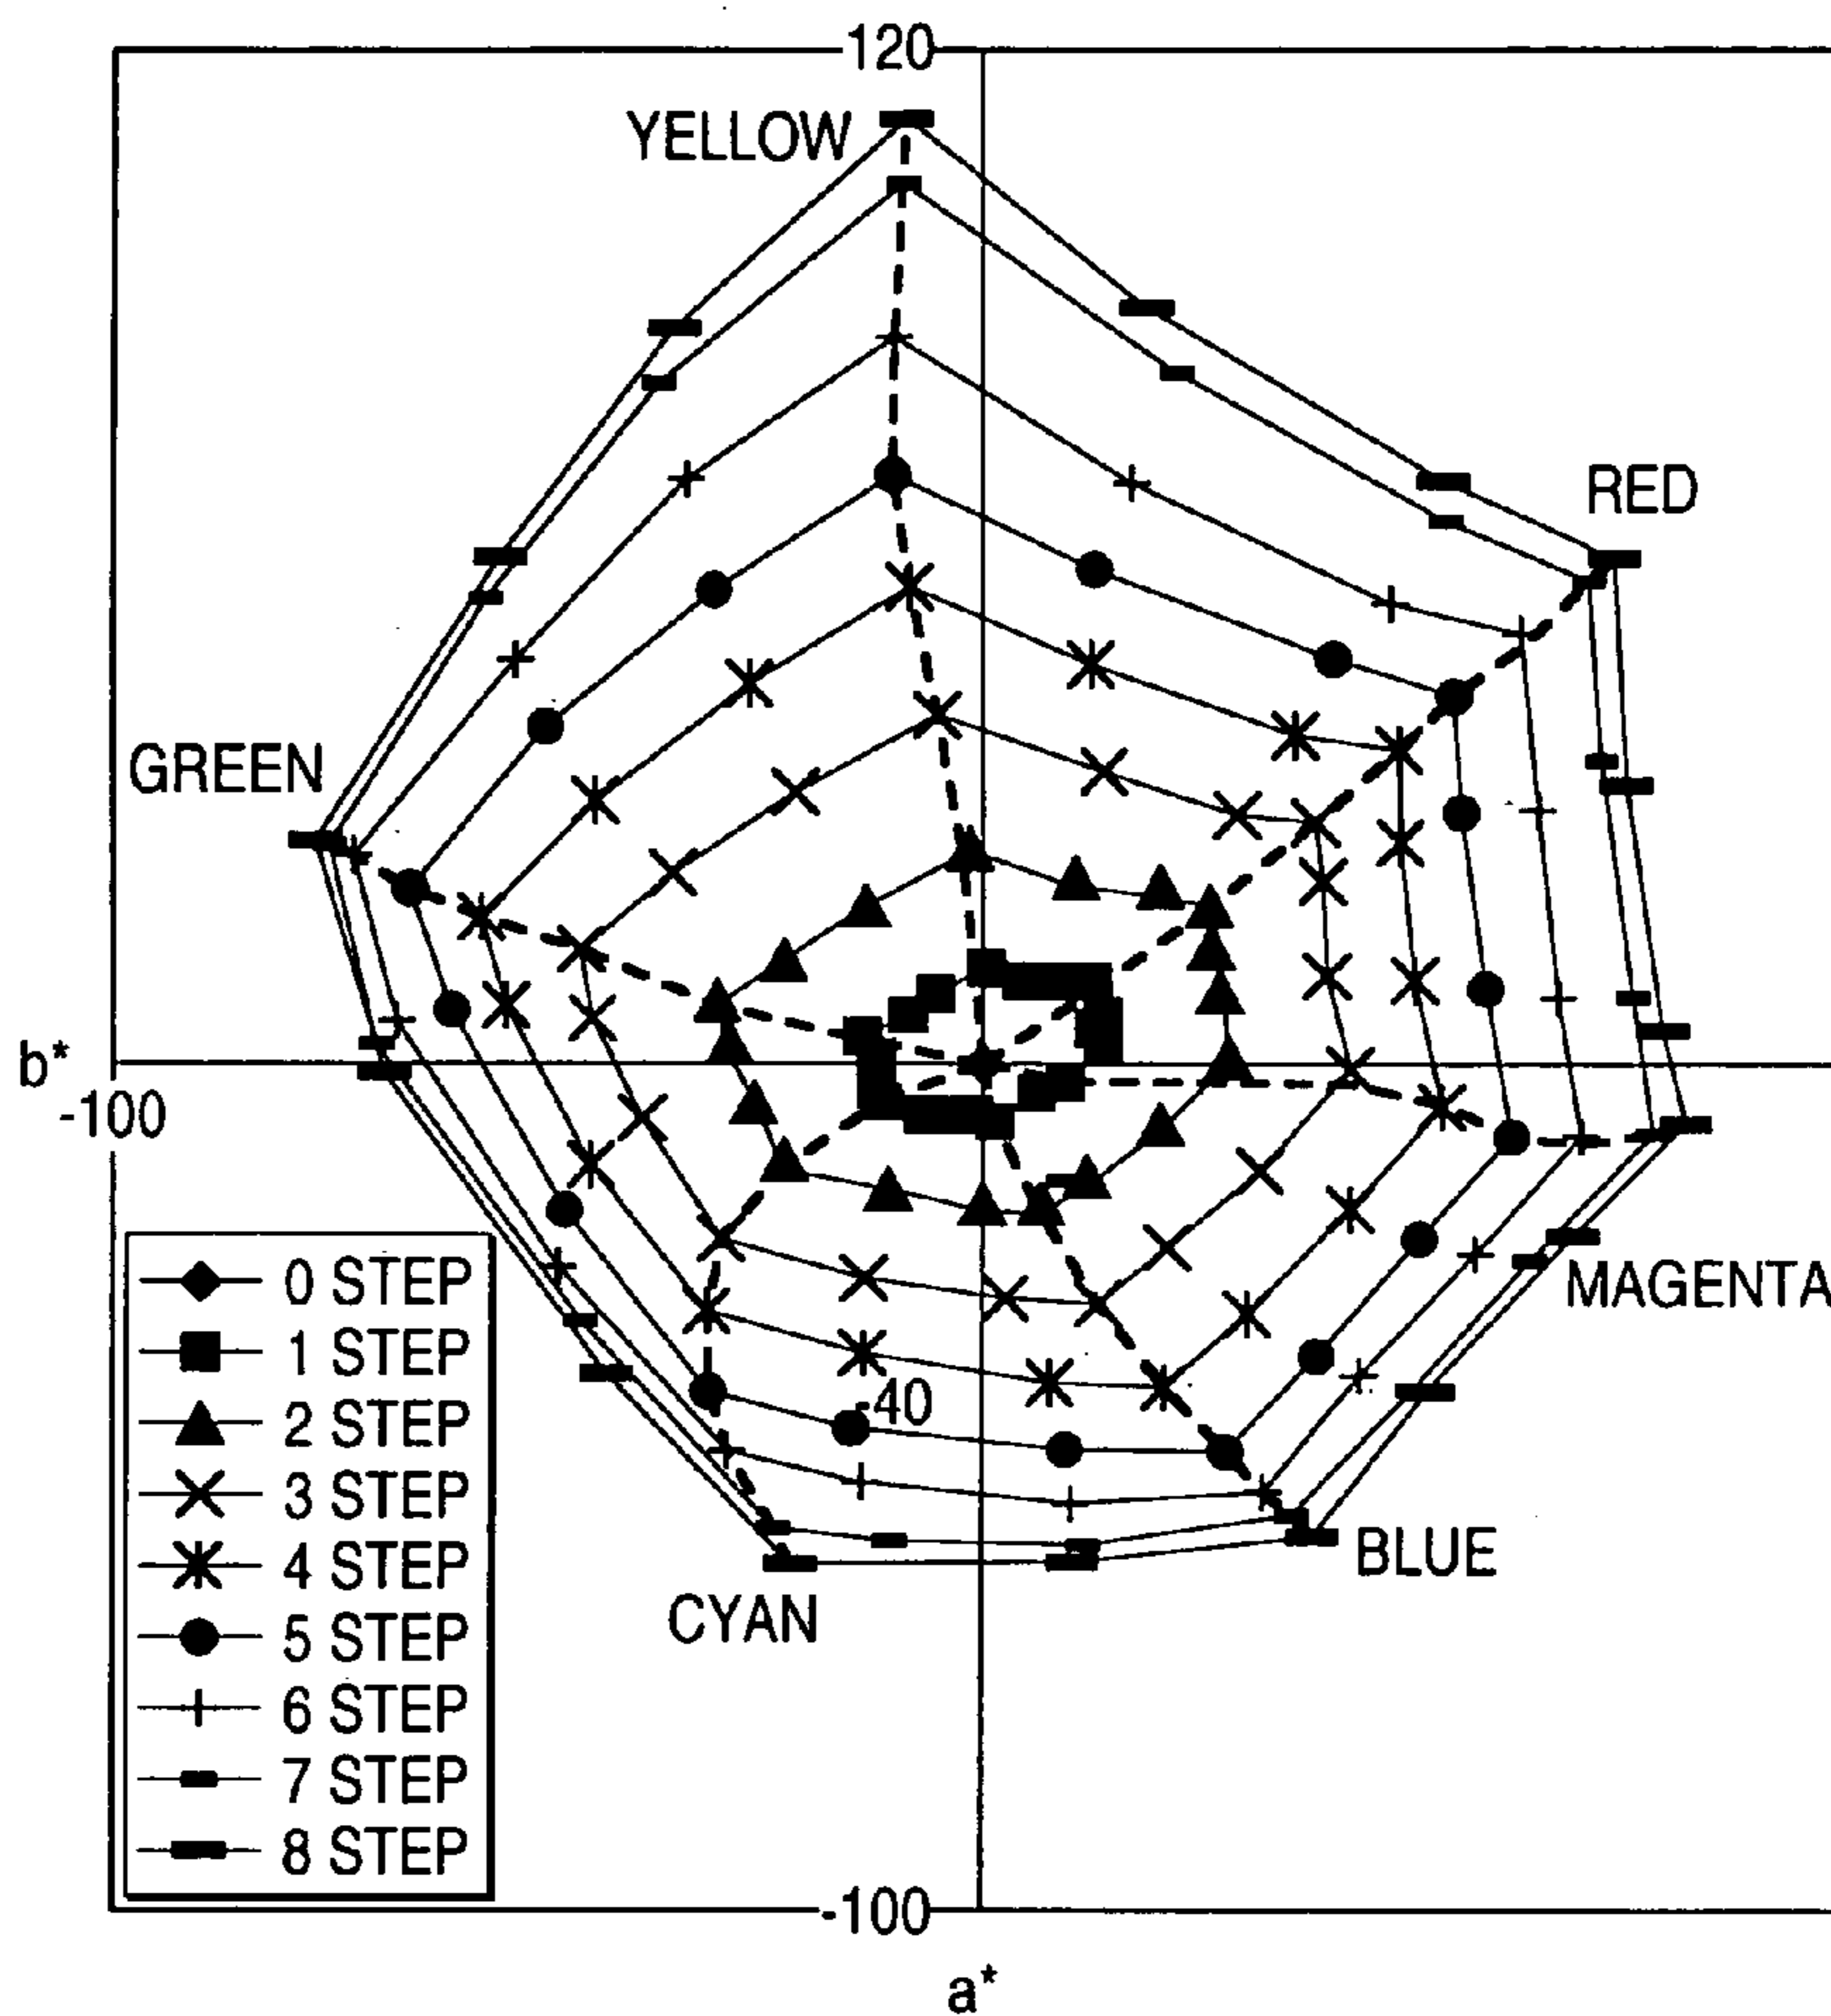 120
YELLOW
RED
GREEN
b*
-100
MAGENTA
-40
BLUE
CYAN
0 STEP
1 STEP
2 STEP
3 STEP
4 STEP
5 STEP
6 STEP
7 STEP
8 STEP
-100
a*